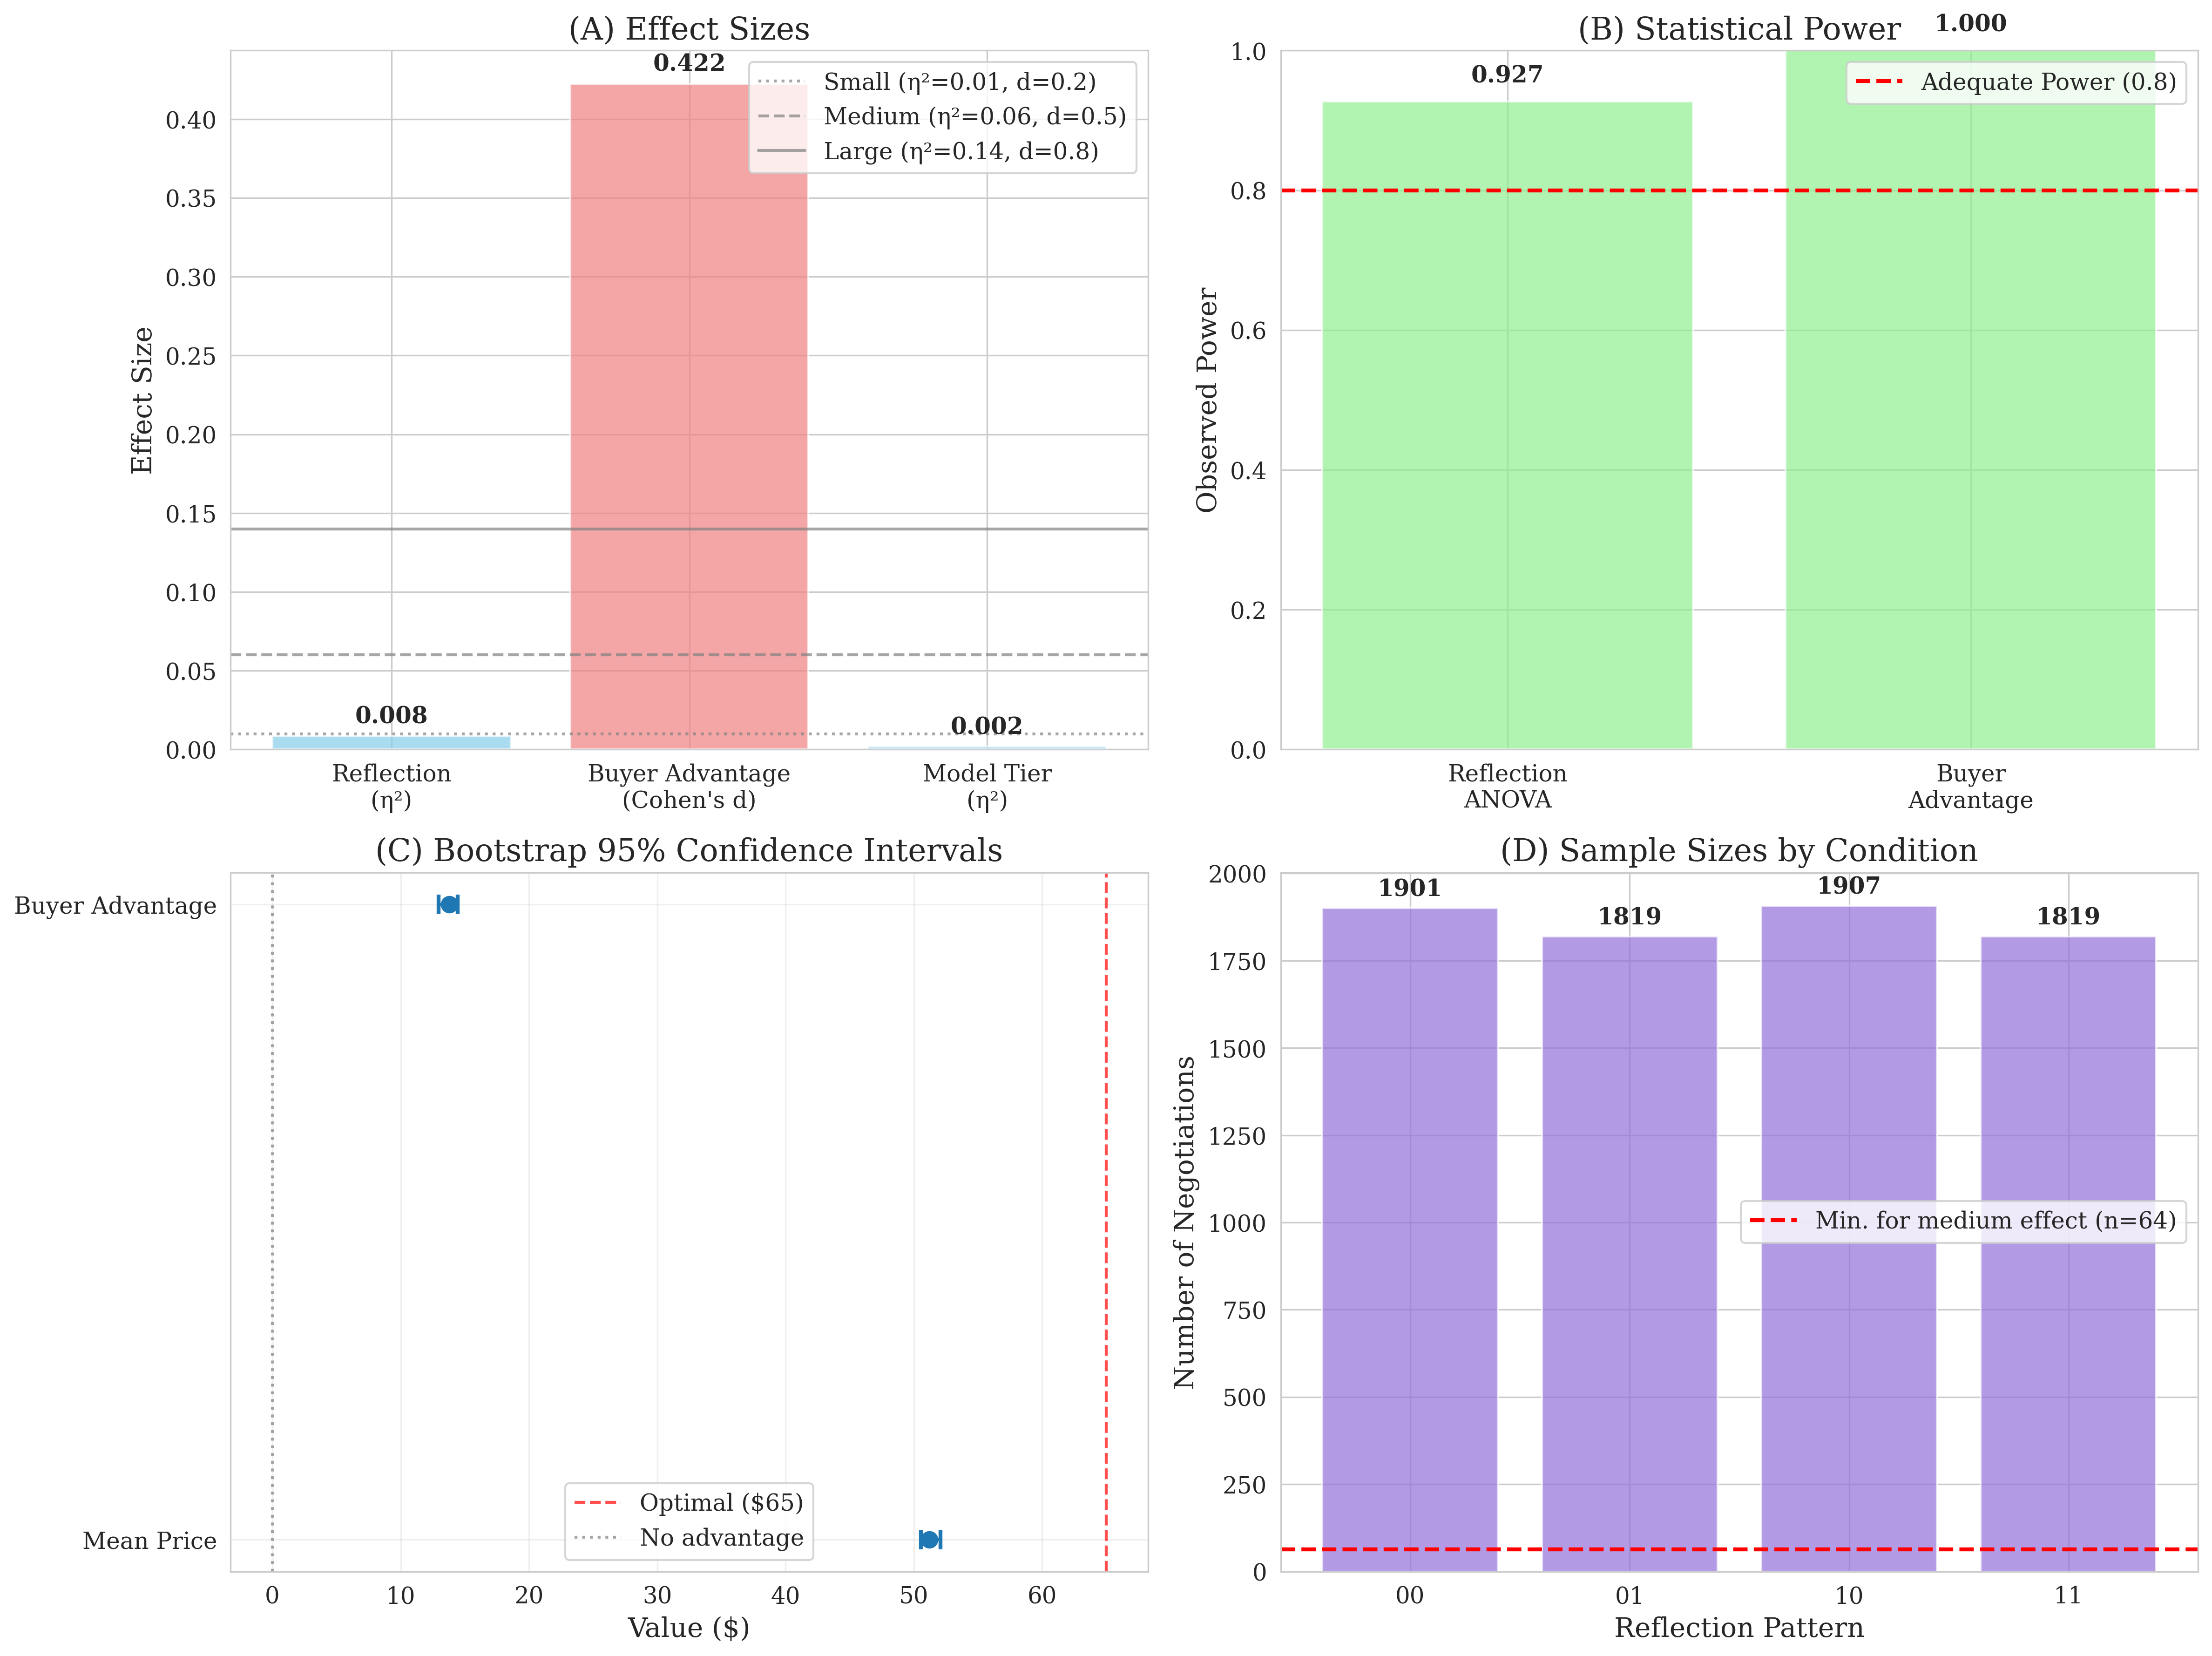 (A) Effect Sizes
0.422
Small (η²=0.01, d=0.2)
Medium (η²=0.06, d=0.5)
Large (η²=0.14, d=0.8)
Effect Size
0.40
0.35
0.30
0.25
0.20
0.15
0.10
0.05
0.00
0.008
0.002
Reflection
(η²)
Buyer Advantage
(Cohen's d)
Model Tier
(η²)
(B) Statistical Power
1.000
0.927
Adequate Power (0.8)
Observed Power
1.0
0.8
0.6
0.4
0.2
0.0
Reflection
ANOVA
Buyer
Advantage
(C) Bootstrap 95% Confidence Intervals
Buyer Advantage
Mean Price
Optimal ($65)
No advantage
0
10
20
30
40
50
60
Value ($)
(D) Sample Sizes by Condition
1901
1819
1907
1819
Min. for medium effect (n=64)
Number of Negotiations
2000
1750
1500
1250
1000
750
500
250
0
00
01
10
11
Reflection Pattern